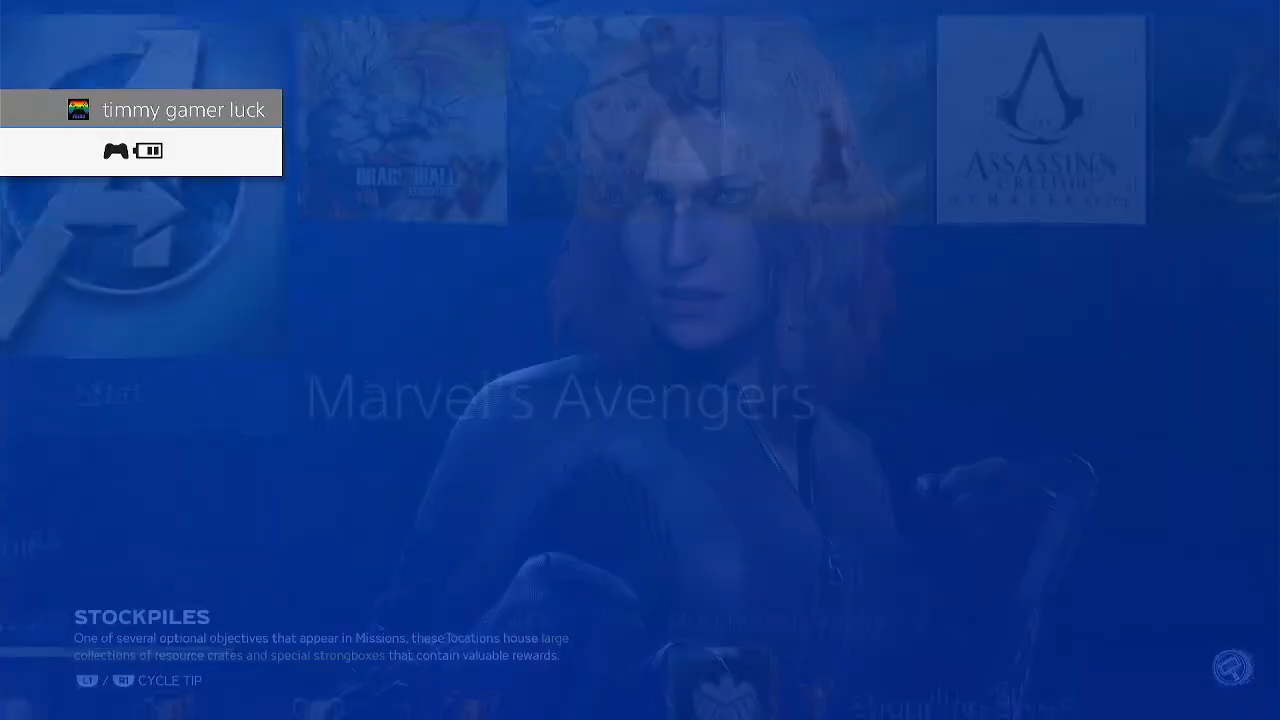 timmy gamer luck
ASSASSIN'S
Marvel's Avengers
STOCKPILES
One of several optional objectives that appear in Missions, these locations house large
collections of resource crates and special strongboxes that contain valuable rewards.
L1 / R1 CYCLE TIP